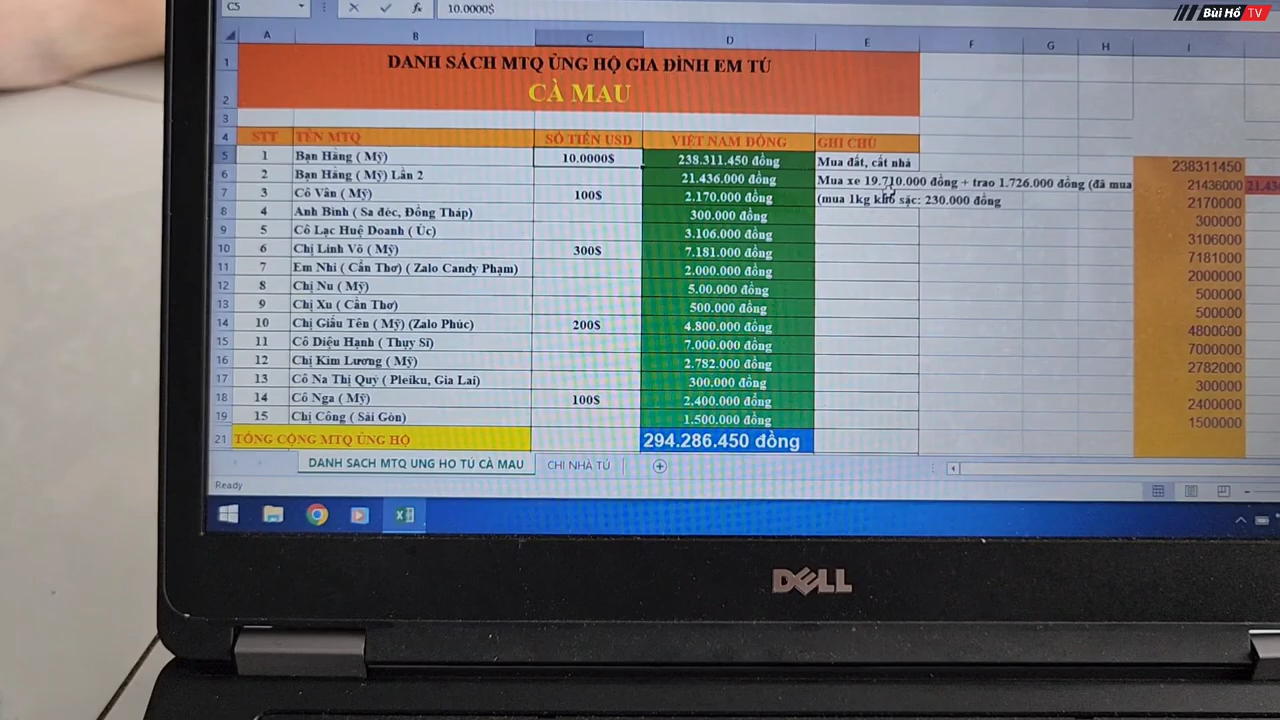 Bùi Hồ TV
C5 fx 10.0000$
A B C D E F G H I
1 DANH SÁCH MTQ ỦNG HỘ GIA ĐÌNH EM TÚ
2 CÀ MAU
3
4 STT TÊN MTQ SỐ TIỀN USD VIỆT NAM ĐỒNG GHI CHÚ
5 1 Bạn Hằng ( Mỹ) 10.0000$ 238.311.450 đồng Mua đất, cất nhà 238311450
6 2 Bạn Hằng ( Mỹ) Lần 2 21.436.000 đồng Mua xe 19.710.000 đồng + trao 1.726.000 đồng (đã mua 21436000
7 3 Cô Vân ( Mỹ) 100$ 2.170.000 đồng (mua 1kg khô sặc: 230.000 đồng 2170000
8 4 Anh Bình ( Sa đéc, Đồng Tháp) 300.000 đồng 300000
9 5 Cô Lạc Huệ Doanh ( Úc) 3.106.000 đồng 3106000
10 6 Chị Linh Võ ( Mỹ) 300$ 7.181.000 đồng 7181000
11 7 Em Nhi ( Cần Thơ) ( Zalo Candy Phạm) 2.000.000 đồng 2000000
12 8 Chị Nu ( Mỹ) 5.00.000 đồng 500000
13 9 Chị Xu ( Cần Thơ) 500.000 đồng 500000
14 10 Chị Giấu Tên ( Mỹ) (Zalo Phúc) 200$ 4.800.000 đồng 4800000
15 11 Cô Diệu Hạnh ( Thụy Sĩ) 7.000.000 đồng 7000000
16 12 Chị Kim Lương ( Mỹ) 2.782.000 đồng 2782000
17 13 Cô Na Thị Quý ( Pleiku, Gia Lai) 300.000 đồng 300000
18 14 Cô Nga ( Mỹ) 100$ 2.400.000 đồng 2400000
19 15 Chị Công ( Sài Gòn) 1.500.000 đồng 1500000
21 TỔNG CỘNG MTQ ỦNG HỘ 294.286.450 đồng
DANH SACH MTQ UNG HO TÚ CÀ MAU CHI NHÀ TÚ
Ready
DELL